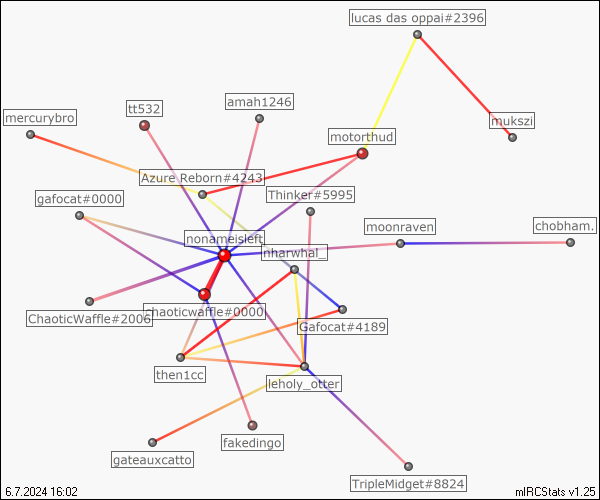 lucas das oppai#2396
amah1246
tt532
mercurybro
mukszi
motorthud
Azure Reborn#4243
Thinker#5995
gafocat#0000
moonraven
chobham.
nonameisleft
nharwhal_
chaoticwaffle#0000
ChaoticWaffle#2006
Gafocat#4189
then1cc
leholy_otter
fakedingo
gateauxcatto
TripleMidget#8824
6.7.2024 16:02
mIRCStats v1.25